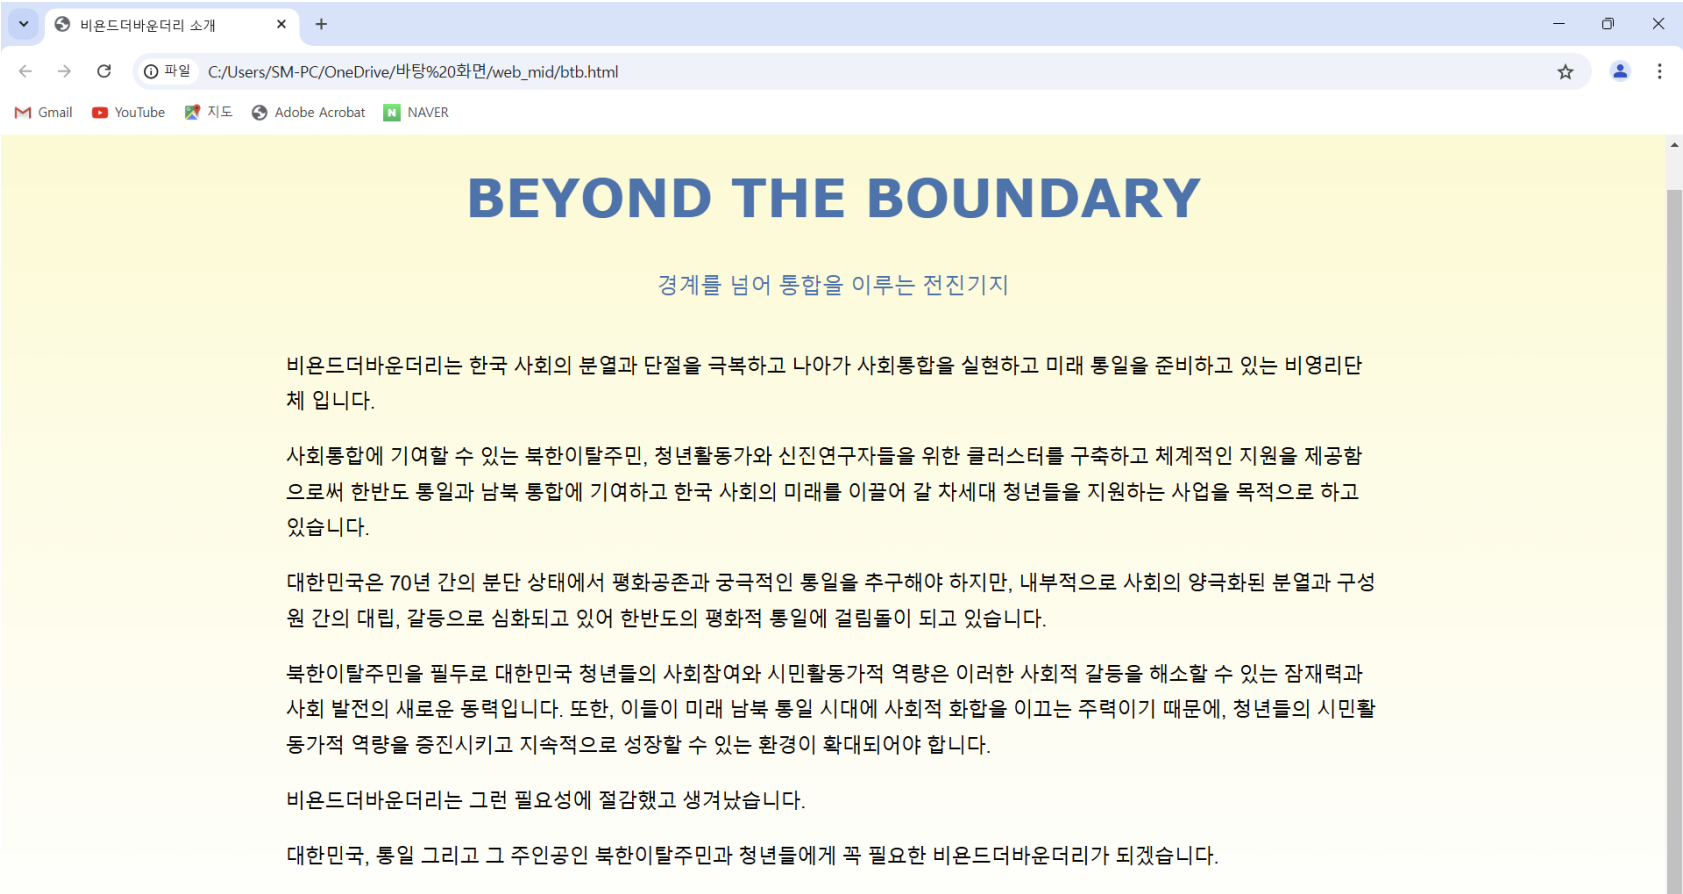 비욘드더바운더리 소개
파일
C:/Users/SM-PC/OneDrive/바탕%20화면/web_mid/btb.html
Gmail
YouTube
지도
Adobe Acrobat
NAVER
BEYOND THE BOUNDARY
경계를 넘어 통합을 이루는 전진기지
비욘드더바운더리는 한국 사회의 분열과 단절을 극복하고 나아가 사회통합을 실현하고 미래 통일을 준비하고 있는 비영리단
체 입니다.
사회통합에 기여할 수 있는 북한이탈주민, 청년활동가와 신진연구자들을 위한 클러스터를 구축하고 체계적인 지원을 제공함
으로써 한반도 통일과 남북 통합에 기여하고 한국 사회의 미래를 이끌어 갈 차세대 청년들을 지원하는 사업을 목적으로 하고
있습니다.
대한민국은 70년 간의 분단 상태에서 평화공존과 궁극적인 통일을 추구해야 하지만, 내부적으로 사회의 양극화된 분열과 구성
원 간의 대립, 갈등으로 심화되고 있어 한반도의 평화적 통일에 걸림돌이 되고 있습니다.
북한이탈주민을 필두로 대한민국 청년들의 사회참여와 시민활동가적 역량은 이러한 사회적 갈등을 해소할 수 있는 잠재력과
사회 발전의 새로운 동력입니다. 또한, 이들이 미래 남북 통일 시대에 사회적 화합을 이끄는 주력이기 때문에, 청년들의 시민활
동가적 역량을 증진시키고 지속적으로 성장할 수 있는 환경이 확대되어야 합니다.
비욘드더바운더리는 그런 필요성에 절감했고 생겨났습니다.
대한민국, 통일 그리고 그 주인공인 북한이탈주민과 청년들에게 꼭 필요한 비욘드더바운더리가 되겠습니다.